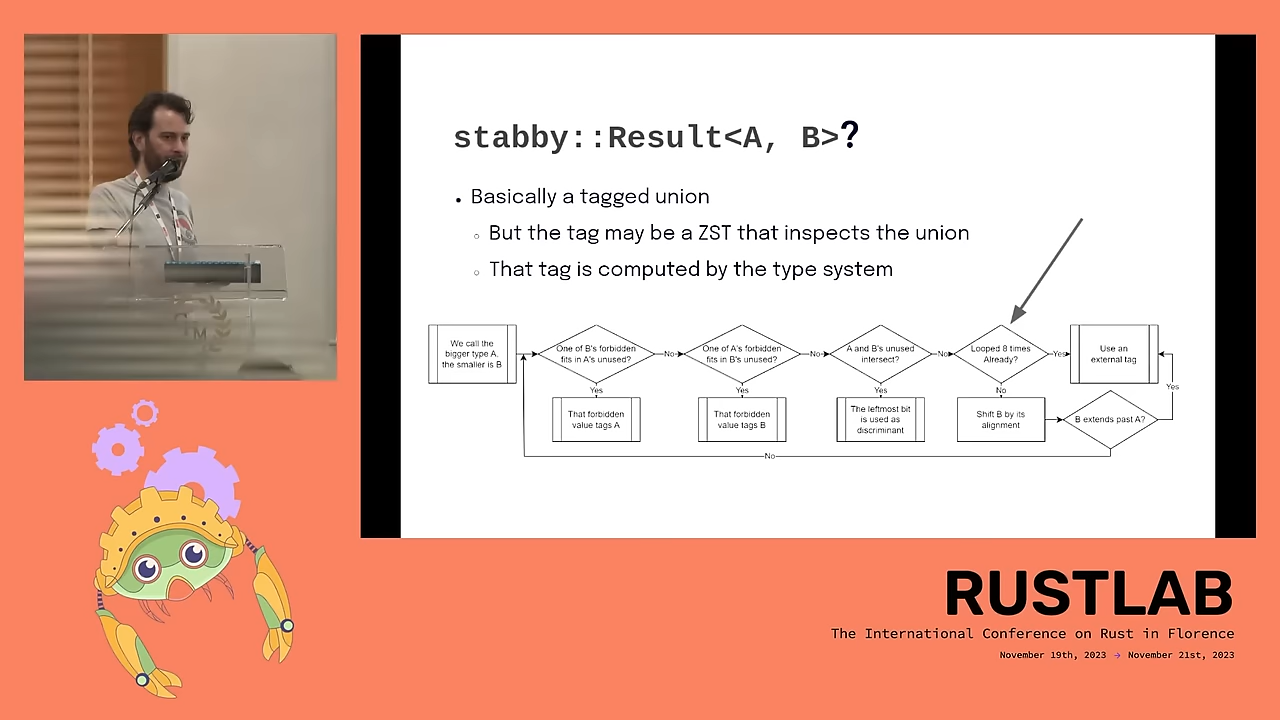 stabby::Result<A, B>?
• Basically a tagged union
○ But the tag may be a ZST that inspects the union
○ That tag is computed by the type system
We call the
bigger type A,
the smaller is B
One of B's forbidden
fits in A's unused?
No
One of A's forbidden
fits in B's unused?
No
A and B's unused
intersect?
No
Looped 8 times
Already?
Yes
Use an
external tag
Yes
Yes
Yes
No
Yes
That forbidden
value tags A
That forbidden
value tags B
The leftmost bit
is used as
discriminant
Shift B by its
alignment
B extends past A?
No
RUSTLAB
The International Conference on Rust in Florence
November 19th, 2023 → November 21st, 2023